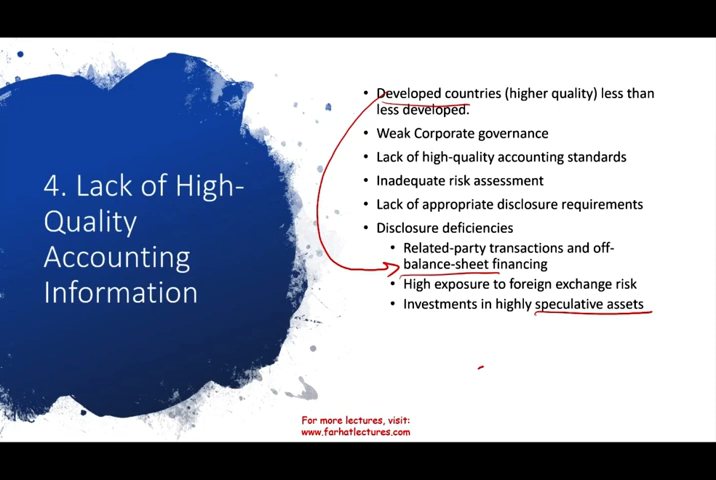 4. Lack of High-
Quality
Accounting
Information
• Developed countries (higher quality) less than
less developed.
• Weak Corporate governance
• Lack of high-quality accounting standards
• Inadequate risk assessment
• Lack of appropriate disclosure requirements
• Disclosure deficiencies
• Related-party transactions and off-
balance-sheet financing
• High exposure to foreign exchange risk
• Investments in highly speculative assets
For more lectures, visit:
www.farhatlectures.com